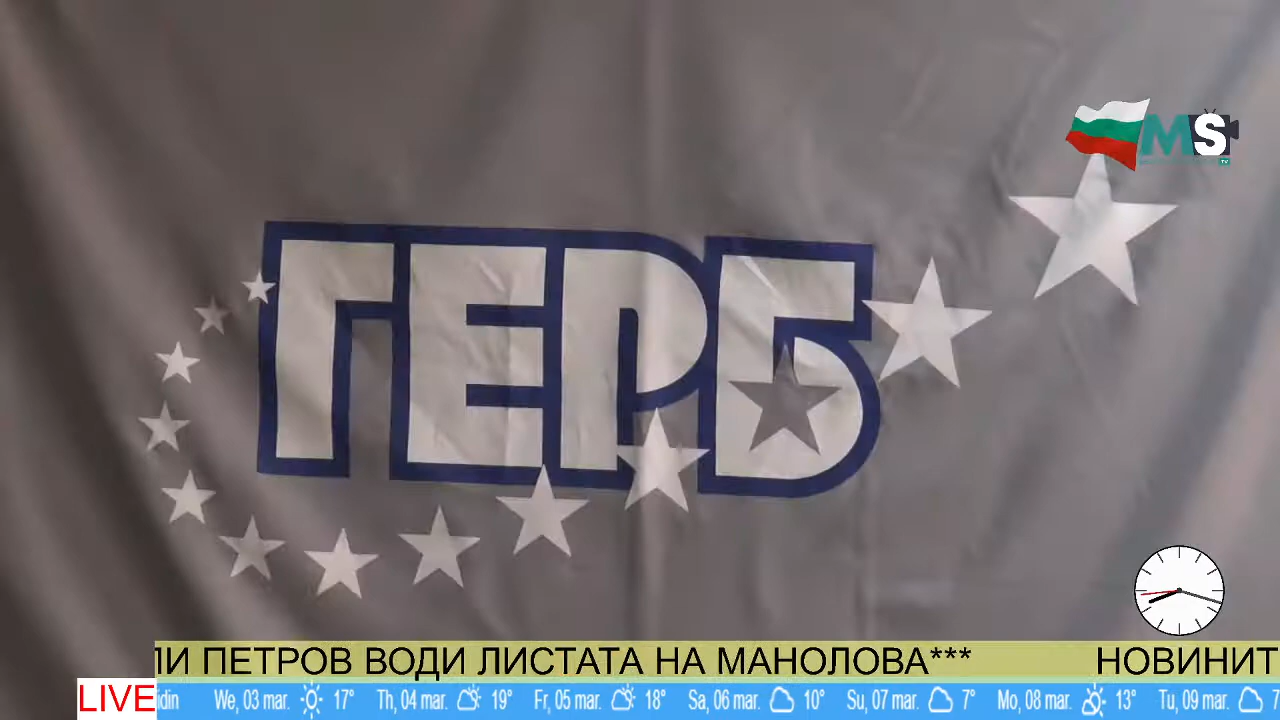 MS
TV
ГЕРБ
ЛИ ПЕТРОВ ВОДИ ЛИСТАТА НА МАНОЛОВА*** НОВИНИТ
LIVE idin We, 03 mar. 17° Th, 04 mar. 19° Fr, 05 mar. 18° Sa, 06 mar. 10° Su, 07 mar. 7° Mo, 08 mar. 13° Tu, 09 mar. 7